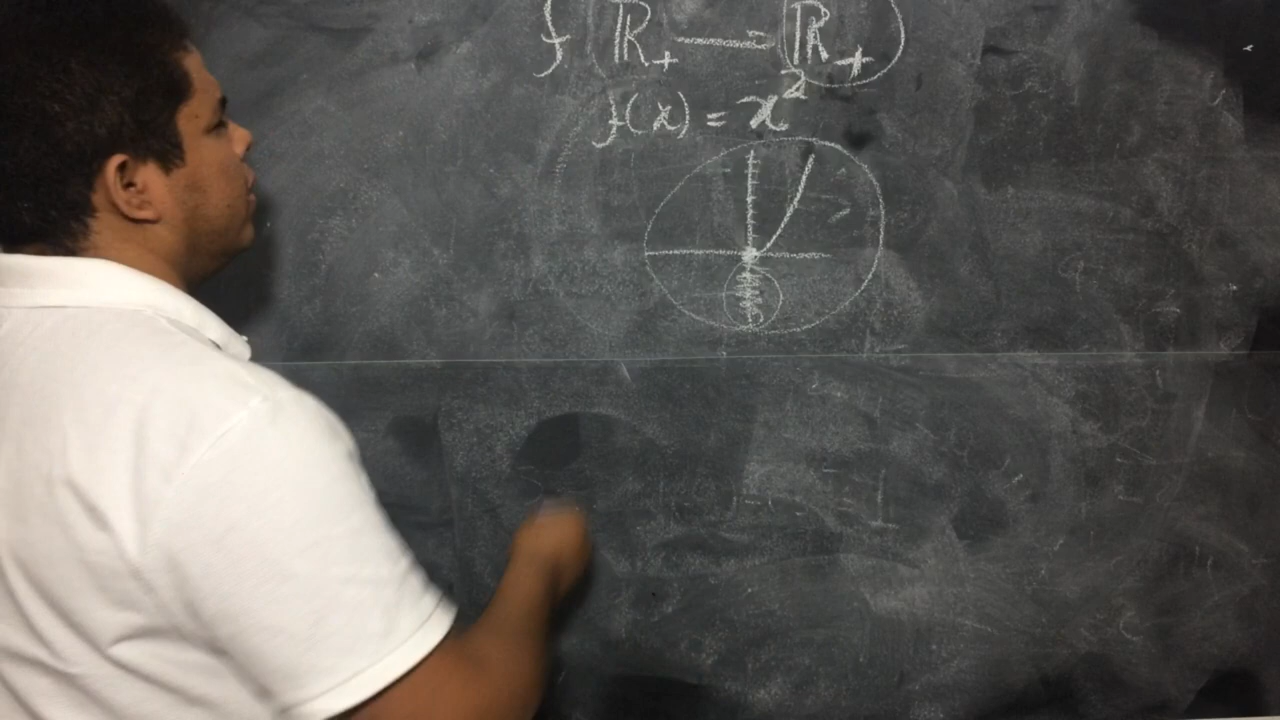 f ℝ₊ — ℝ₊
f(x) = x²